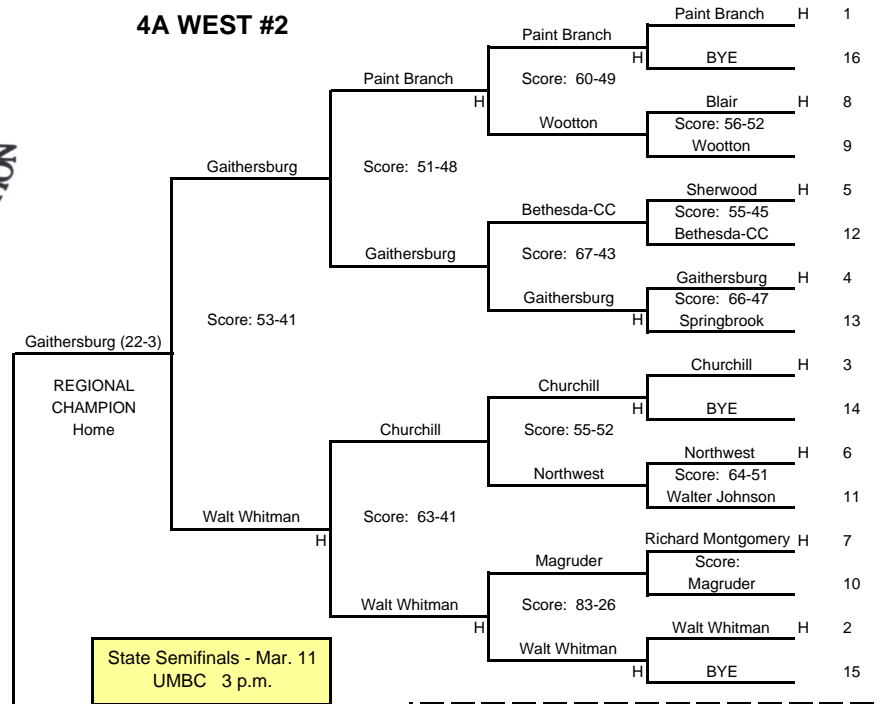 4A WEST #2
Paint Branch H 1
Paint Branch
H BYE 16
Paint Branch Score: 60-49
H Blair H 8
Wootton Score: 56-52
Wootton 9
Gaithersburg Score: 51-48
Sherwood H 5
Bethesda-CC Score: 55-45
Bethesda-CC 12
Gaithersburg Score: 67-43
Gaithersburg H 4
Gaithersburg Score: 66-47
H Springbrook 13
Score: 53-41
Gaithersburg (22-3)
REGIONAL
CHAMPION
Home
Churchill H 3
Churchill
H BYE 14
Churchill Score: 55-52
Northwest H 6
Northwest Score: 64-51
Walter Johnson 11
Walt Whitman Score: 63-41
H
Richard Montgomery H 7
Magruder Score:
Magruder 10
Walt Whitman Score: 83-26
H Walt Whitman H 2
Walt Whitman
H BYE 15
State Semifinals - Mar. 11
UMBC 3 p.m.